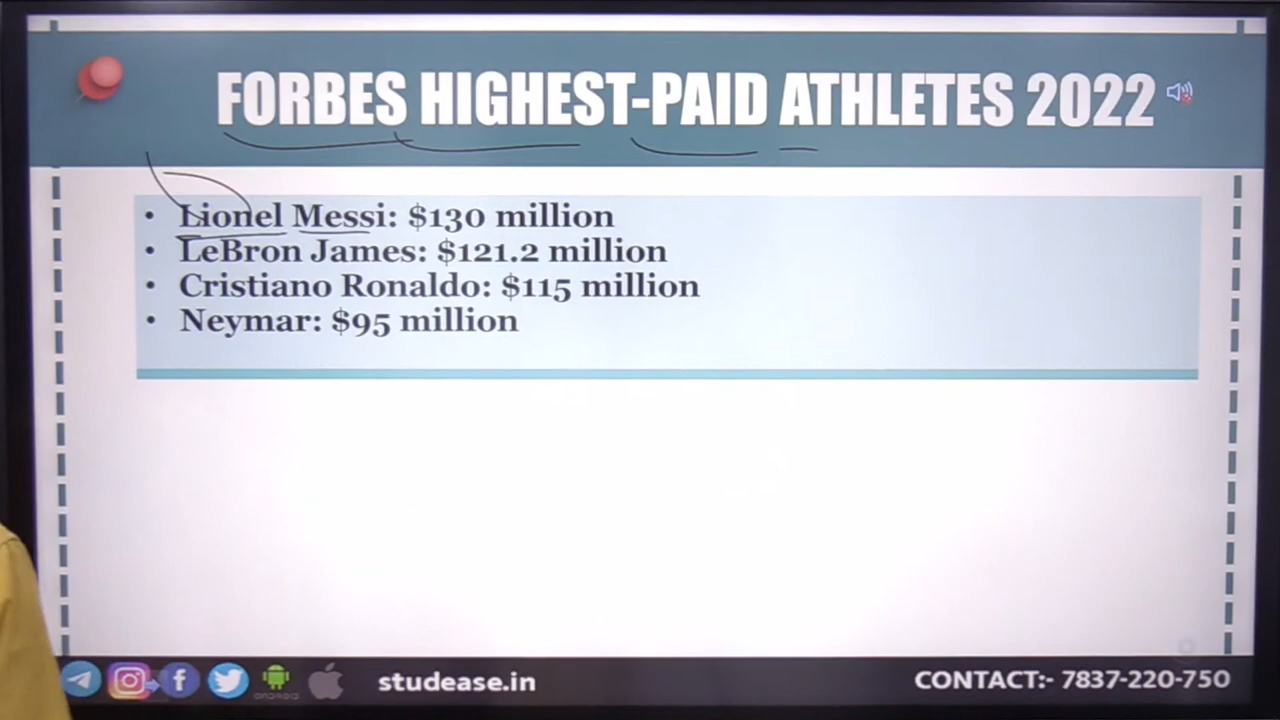 FORBES HIGHEST-PAID ATHLETES 2022
• Lionel Messi: $130 million
• LeBron James: $121.2 million
• Cristiano Ronaldo: $115 million
• Neymar: $95 million
ANDROID
studease.in
CONTACT:- 7837-220-750